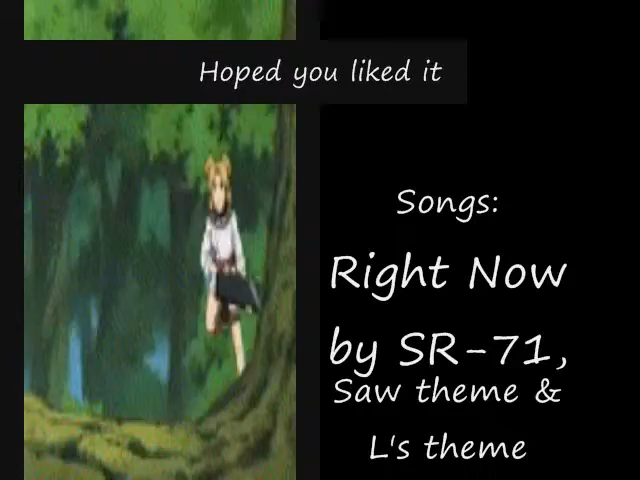 Hoped you liked it
Songs:
Right Now
by SR-71,
Saw theme &
L's theme